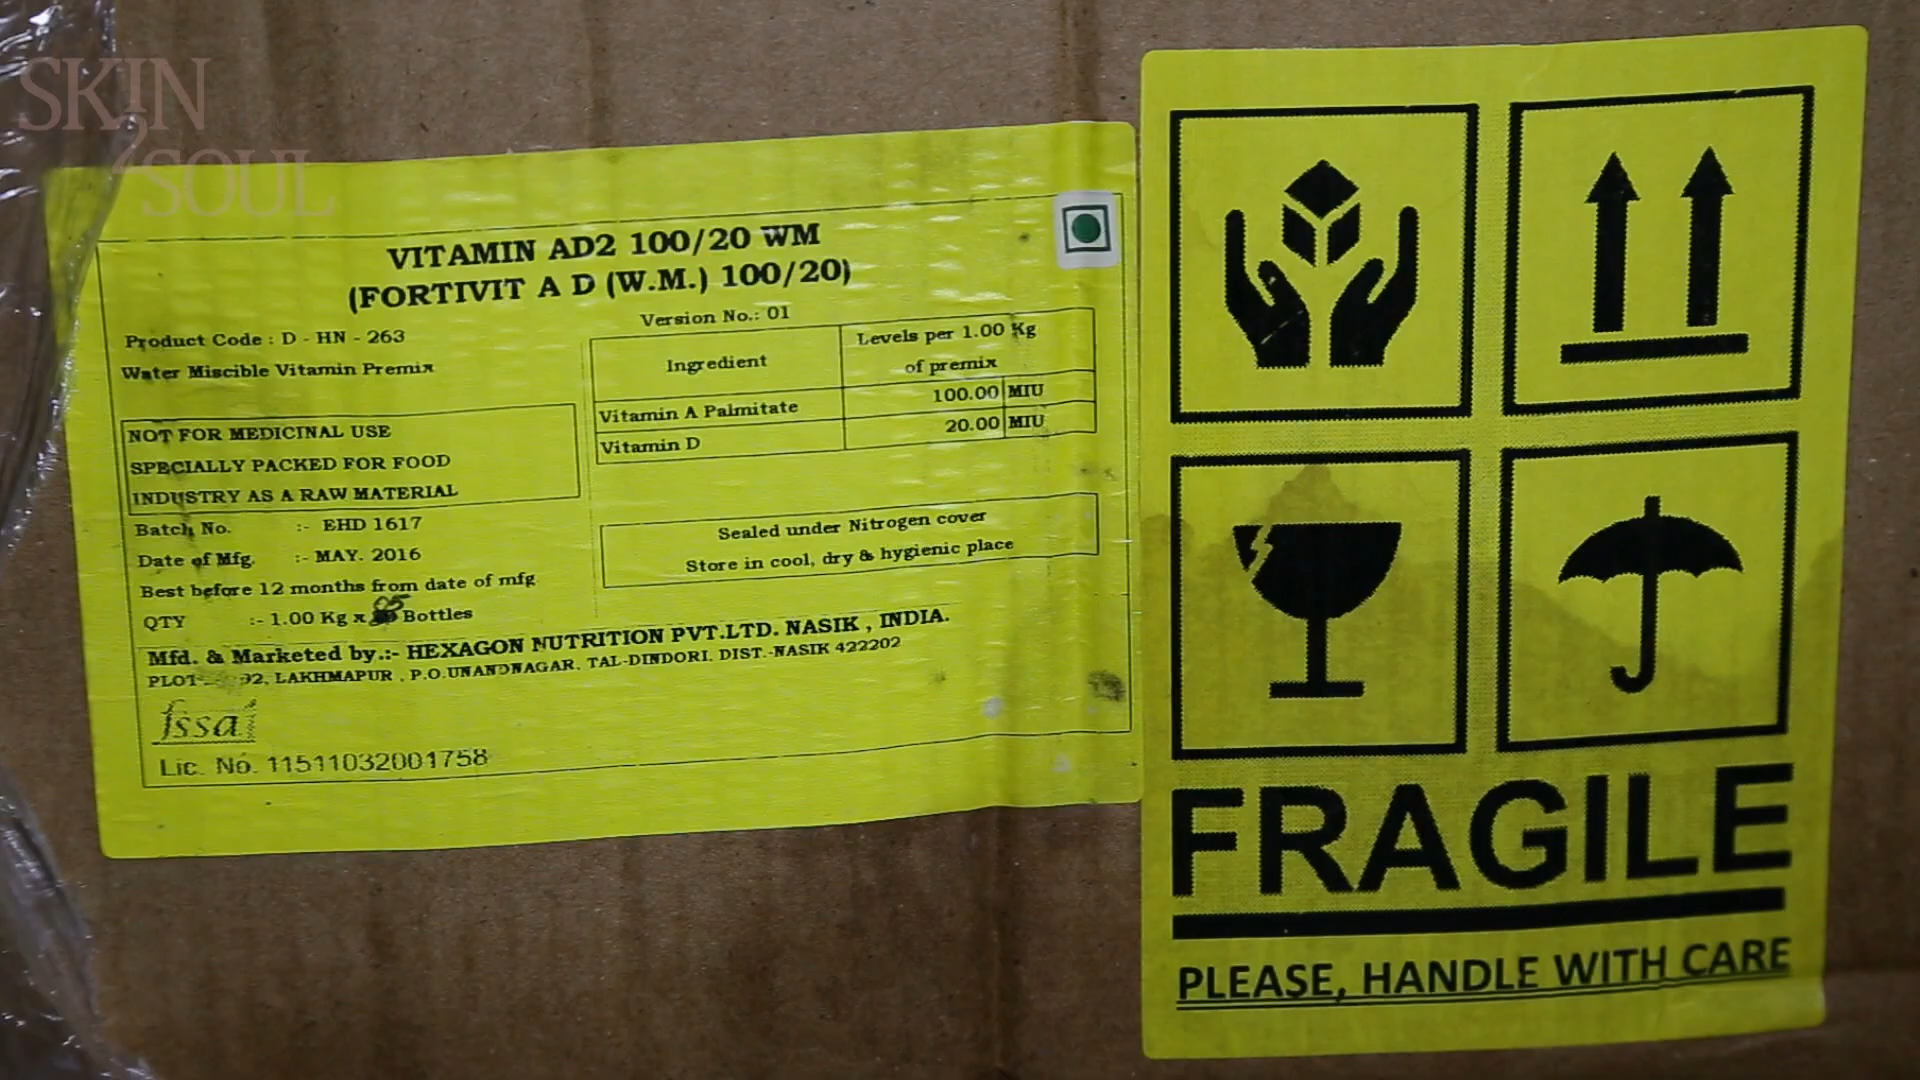 SKIN
2
SOUL
VITAMIN AD2 100/20 WM
(FORTIVIT A D (W.M.) 100/20)
Version No.: 01
Product Code : D - HN - 263
Water Miscible Vitamin Premix
Ingredient
Levels per 1.00 Kg
of premix
Vitamin A Palmitate 100.00 MIU
Vitamin D 20.00 MIU
NOT FOR MEDICINAL USE
SPECIALLY PACKED FOR FOOD
INDUSTRY AS A RAW MATERIAL
Batch No. :- EHD 1617
Date of Mfg. :- MAY. 2016
Best before 12 months from date of mfg
QTY :- 1.00 Kg x 05 Bottles
Sealed under Nitrogen cover
Store in cool, dry & hygienic place
Mfd. & Marketed by.:- HEXAGON NUTRITION PVT.LTD. NASIK , INDIA.
PLOT 92, LAKHMAPUR , P.O.UNANDNAGAR. TAL-DINDORI. DIST.-NASIK 422202
fssai
Lic. No. 11511032001758
FRAGILE
PLEASE, HANDLE WITH CARE